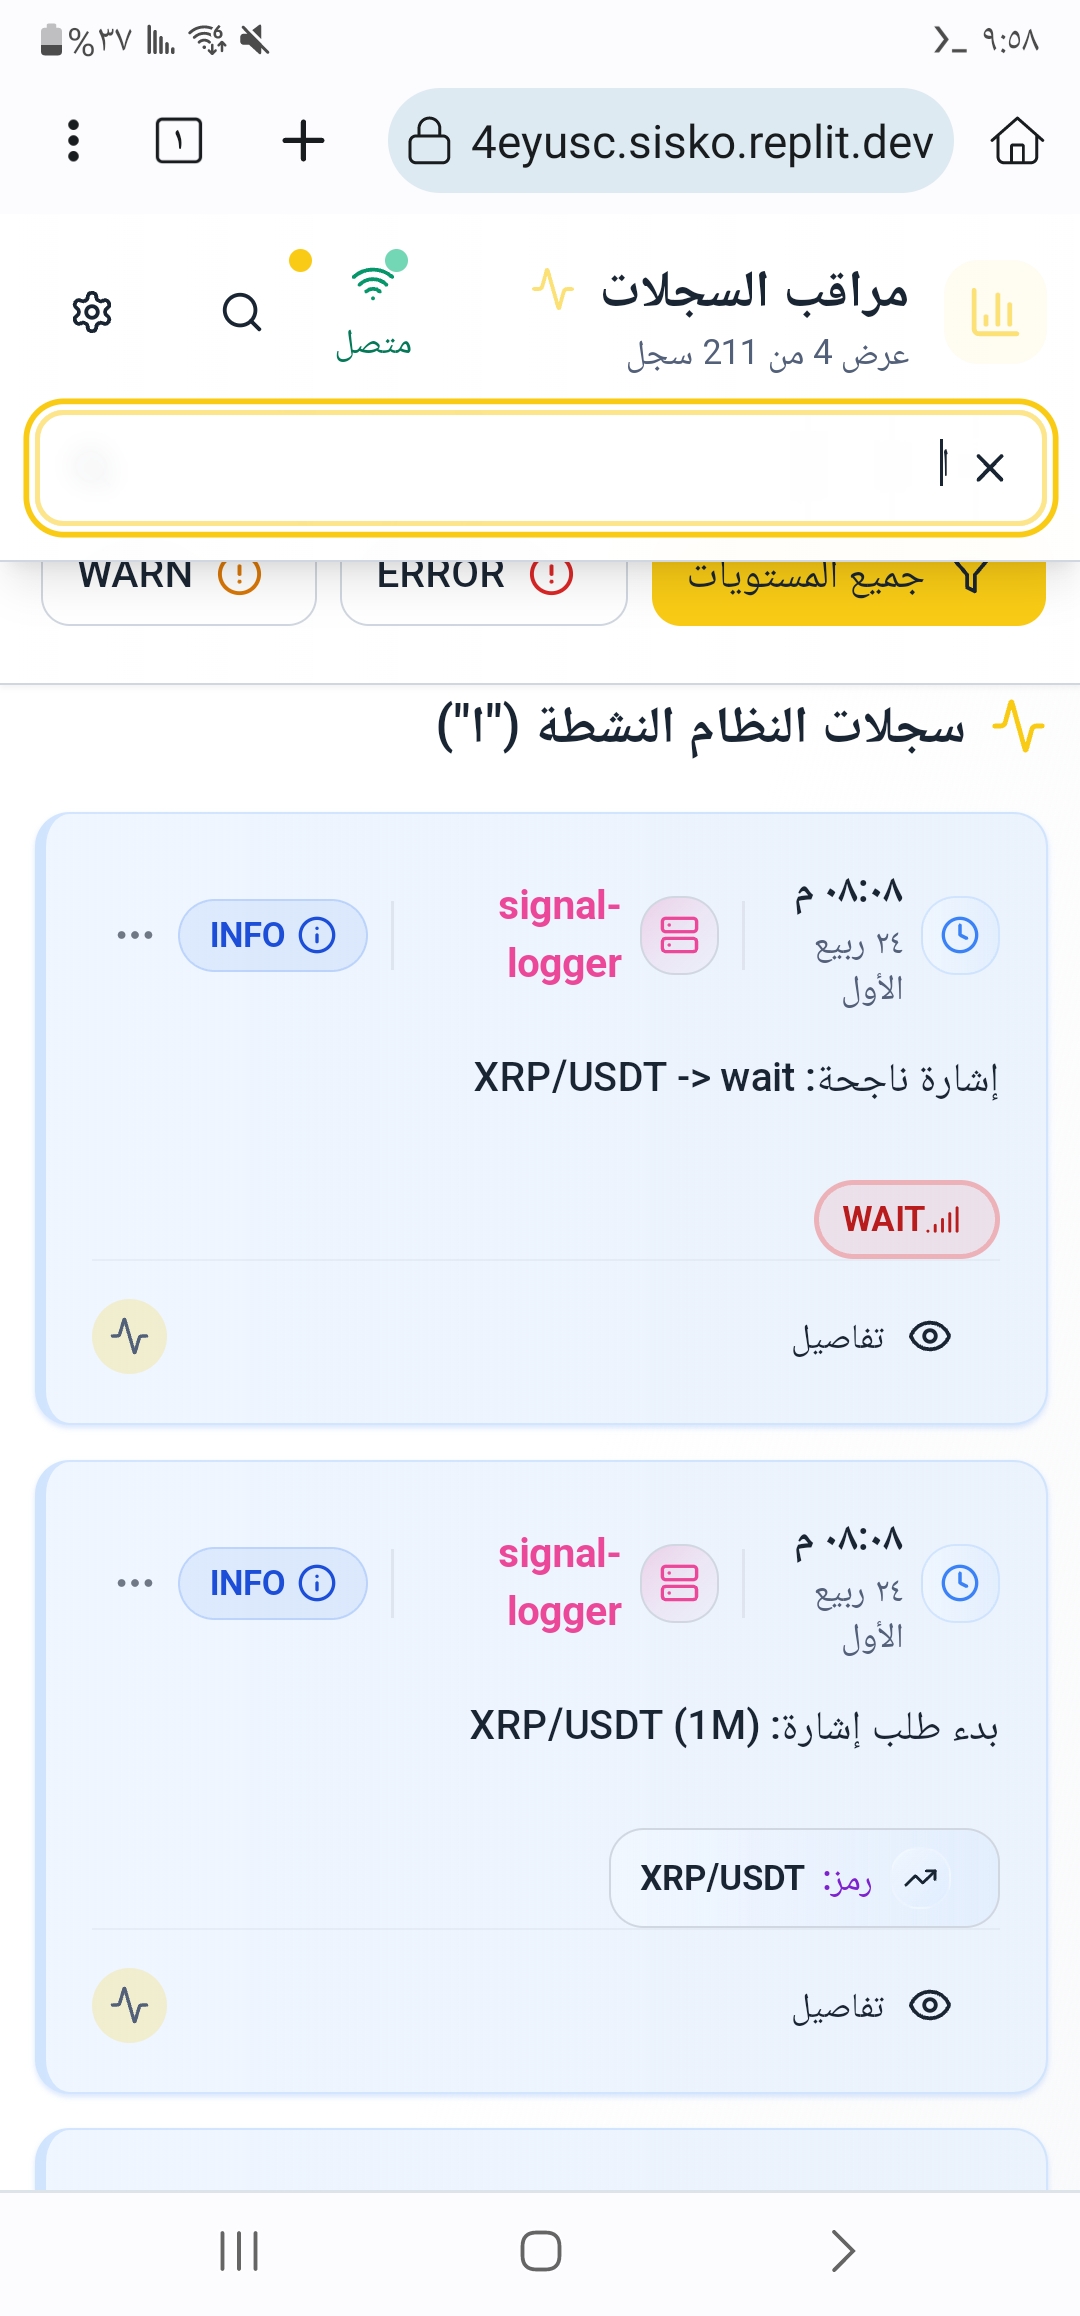 %٣٧
٩:٥٨
١
4eyusc.sisko.replit.dev
مراقب السجلات
عرض 4 من 211 سجل
متصل
ا
جميع المستويات
ERROR
WARN
سجلات النظام النشطة ("ا")
٠٨:٠٨ م
٢٤ ربيع
الأول
signal-
logger
INFO
إشارة ناجحة: XRP/USDT -> wait
WAIT
تفاصيل
٠٨:٠٨ م
٢٤ ربيع
الأول
signal-
logger
INFO
بدء طلب إشارة: XRP/USDT (1M)
رمز: XRP/USDT
تفاصيل